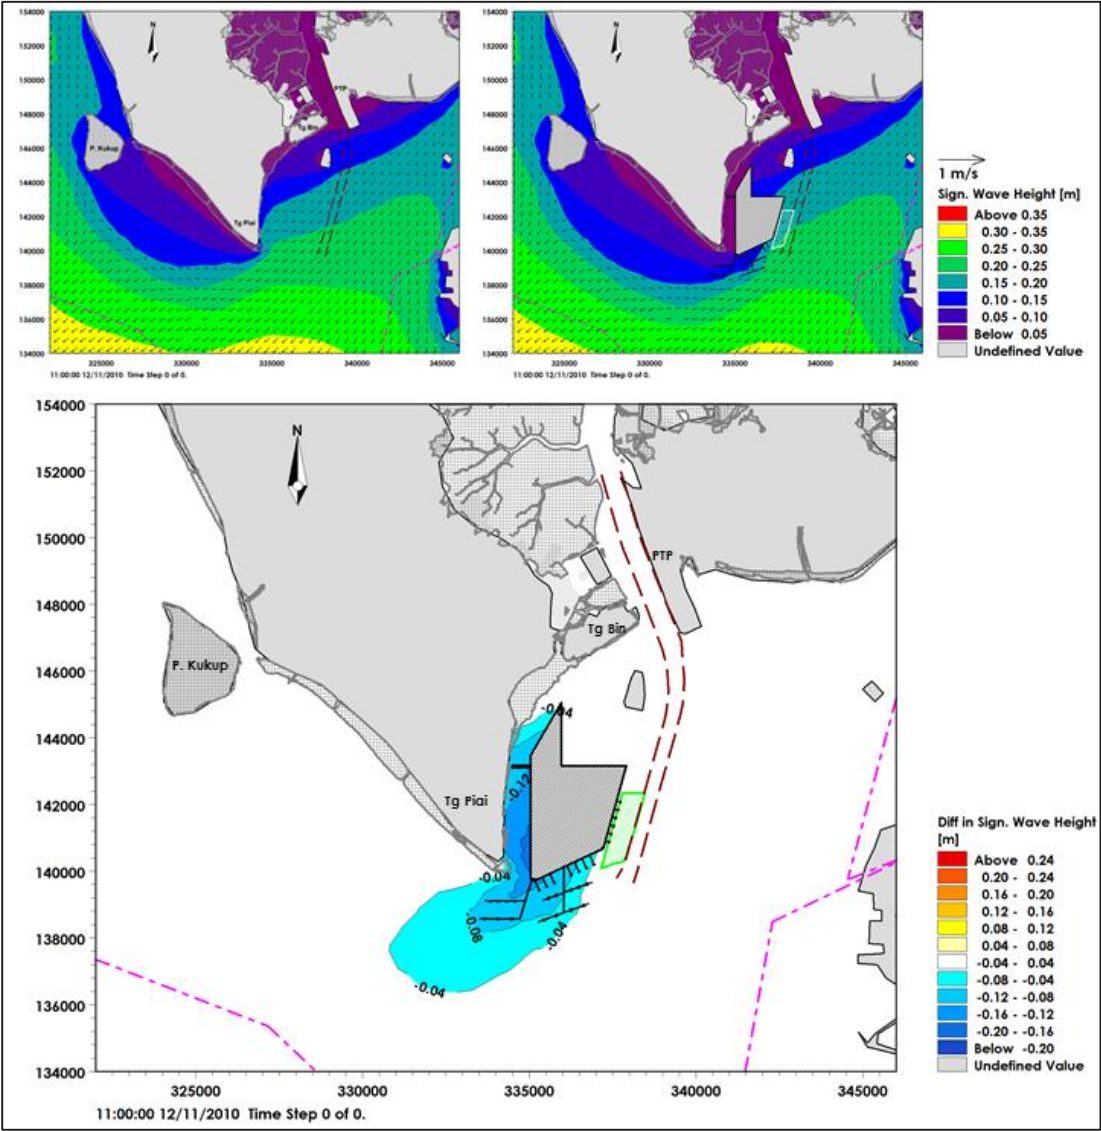 154000
152000
150000
148000
146000
144000
142000
140000
138000
136000
134000
N
PTP
Tg Bin
P. Kukup
Tg Piai
325000 330000 335000 340000 345000
11:00:00 12/11/2010 Time Step 0 of 0.
154000
152000
150000
148000
146000
144000
142000
140000
138000
136000
134000
N
325000 330000 335000 340000 345000
11:00:00 12/11/2010 Time Step 0 of 0.
1 m/s
Sign. Wave Height [m]
Above 0.35
0.30 - 0.35
0.25 - 0.30
0.20 - 0.25
0.15 - 0.20
0.10 - 0.15
0.05 - 0.10
Below 0.05
Undefined Value
154000
152000
150000
148000
146000
144000
142000
140000
138000
136000
134000
N
PTP
Tg Bin
P. Kukup
-0.04
-0.12
Tg Piai
-0.04
-0.08
-0.04
-0.04
325000 330000 335000 340000 345000
11:00:00 12/11/2010 Time Step 0 of 0.
Diff in Sign. Wave Height
[m]
Above 0.24
0.20 - 0.24
0.16 - 0.20
0.12 - 0.16
0.08 - 0.12
0.04 - 0.08
-0.04 - 0.04
-0.08 - -0.04
-0.12 - -0.08
-0.16 - -0.12
-0.20 - -0.16
Below -0.20
Undefined Value